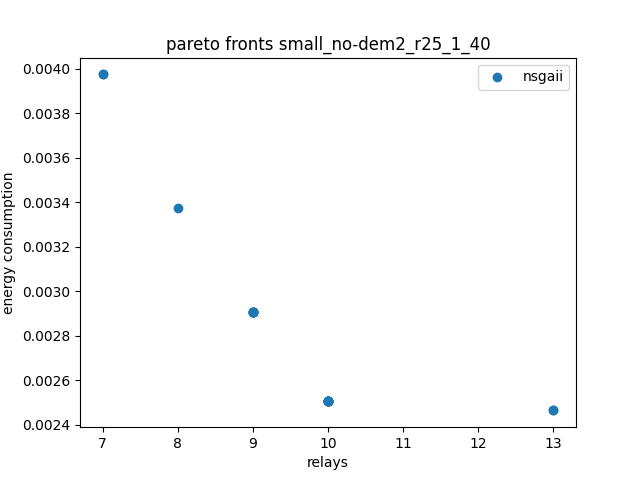 pareto fronts small_no-dem2_r25_1_40
nsgaii
energy consumption
0.0040
0.0038
0.0036
0.0034
0.0032
0.0030
0.0028
0.0026
0.0024
7 8 9 10 11 12 13
relays